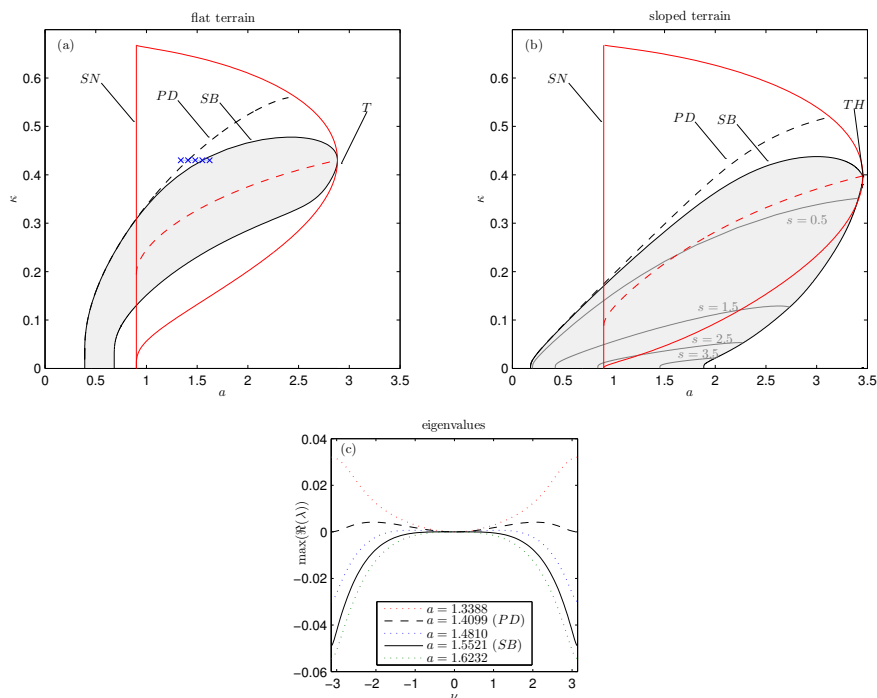 flat terrain
(a)
SN
PD
SB
T
κ
0.6
0.5
0.4
0.3
0.2
0.1
0
0 0.5 1 1.5 2 2.5 3 3.5
a
sloped terrain
(b)
SN
PD
SB
TH
s = 0.5
s = 1.5
s = 2.5
s = 3.5
κ
0.6
0.5
0.4
0.3
0.2
0.1
0
0 0.5 1 1.5 2 2.5 3 3.5
a
eigenvalues
(c)
max(ℜ(λ))
0.04
0.02
0
−0.02
−0.04
−0.06
a = 1.3388
a = 1.4099 (PD)
a = 1.4810
a = 1.5521 (SB)
a = 1.6232
−3 −2 −1 0 1 2 3